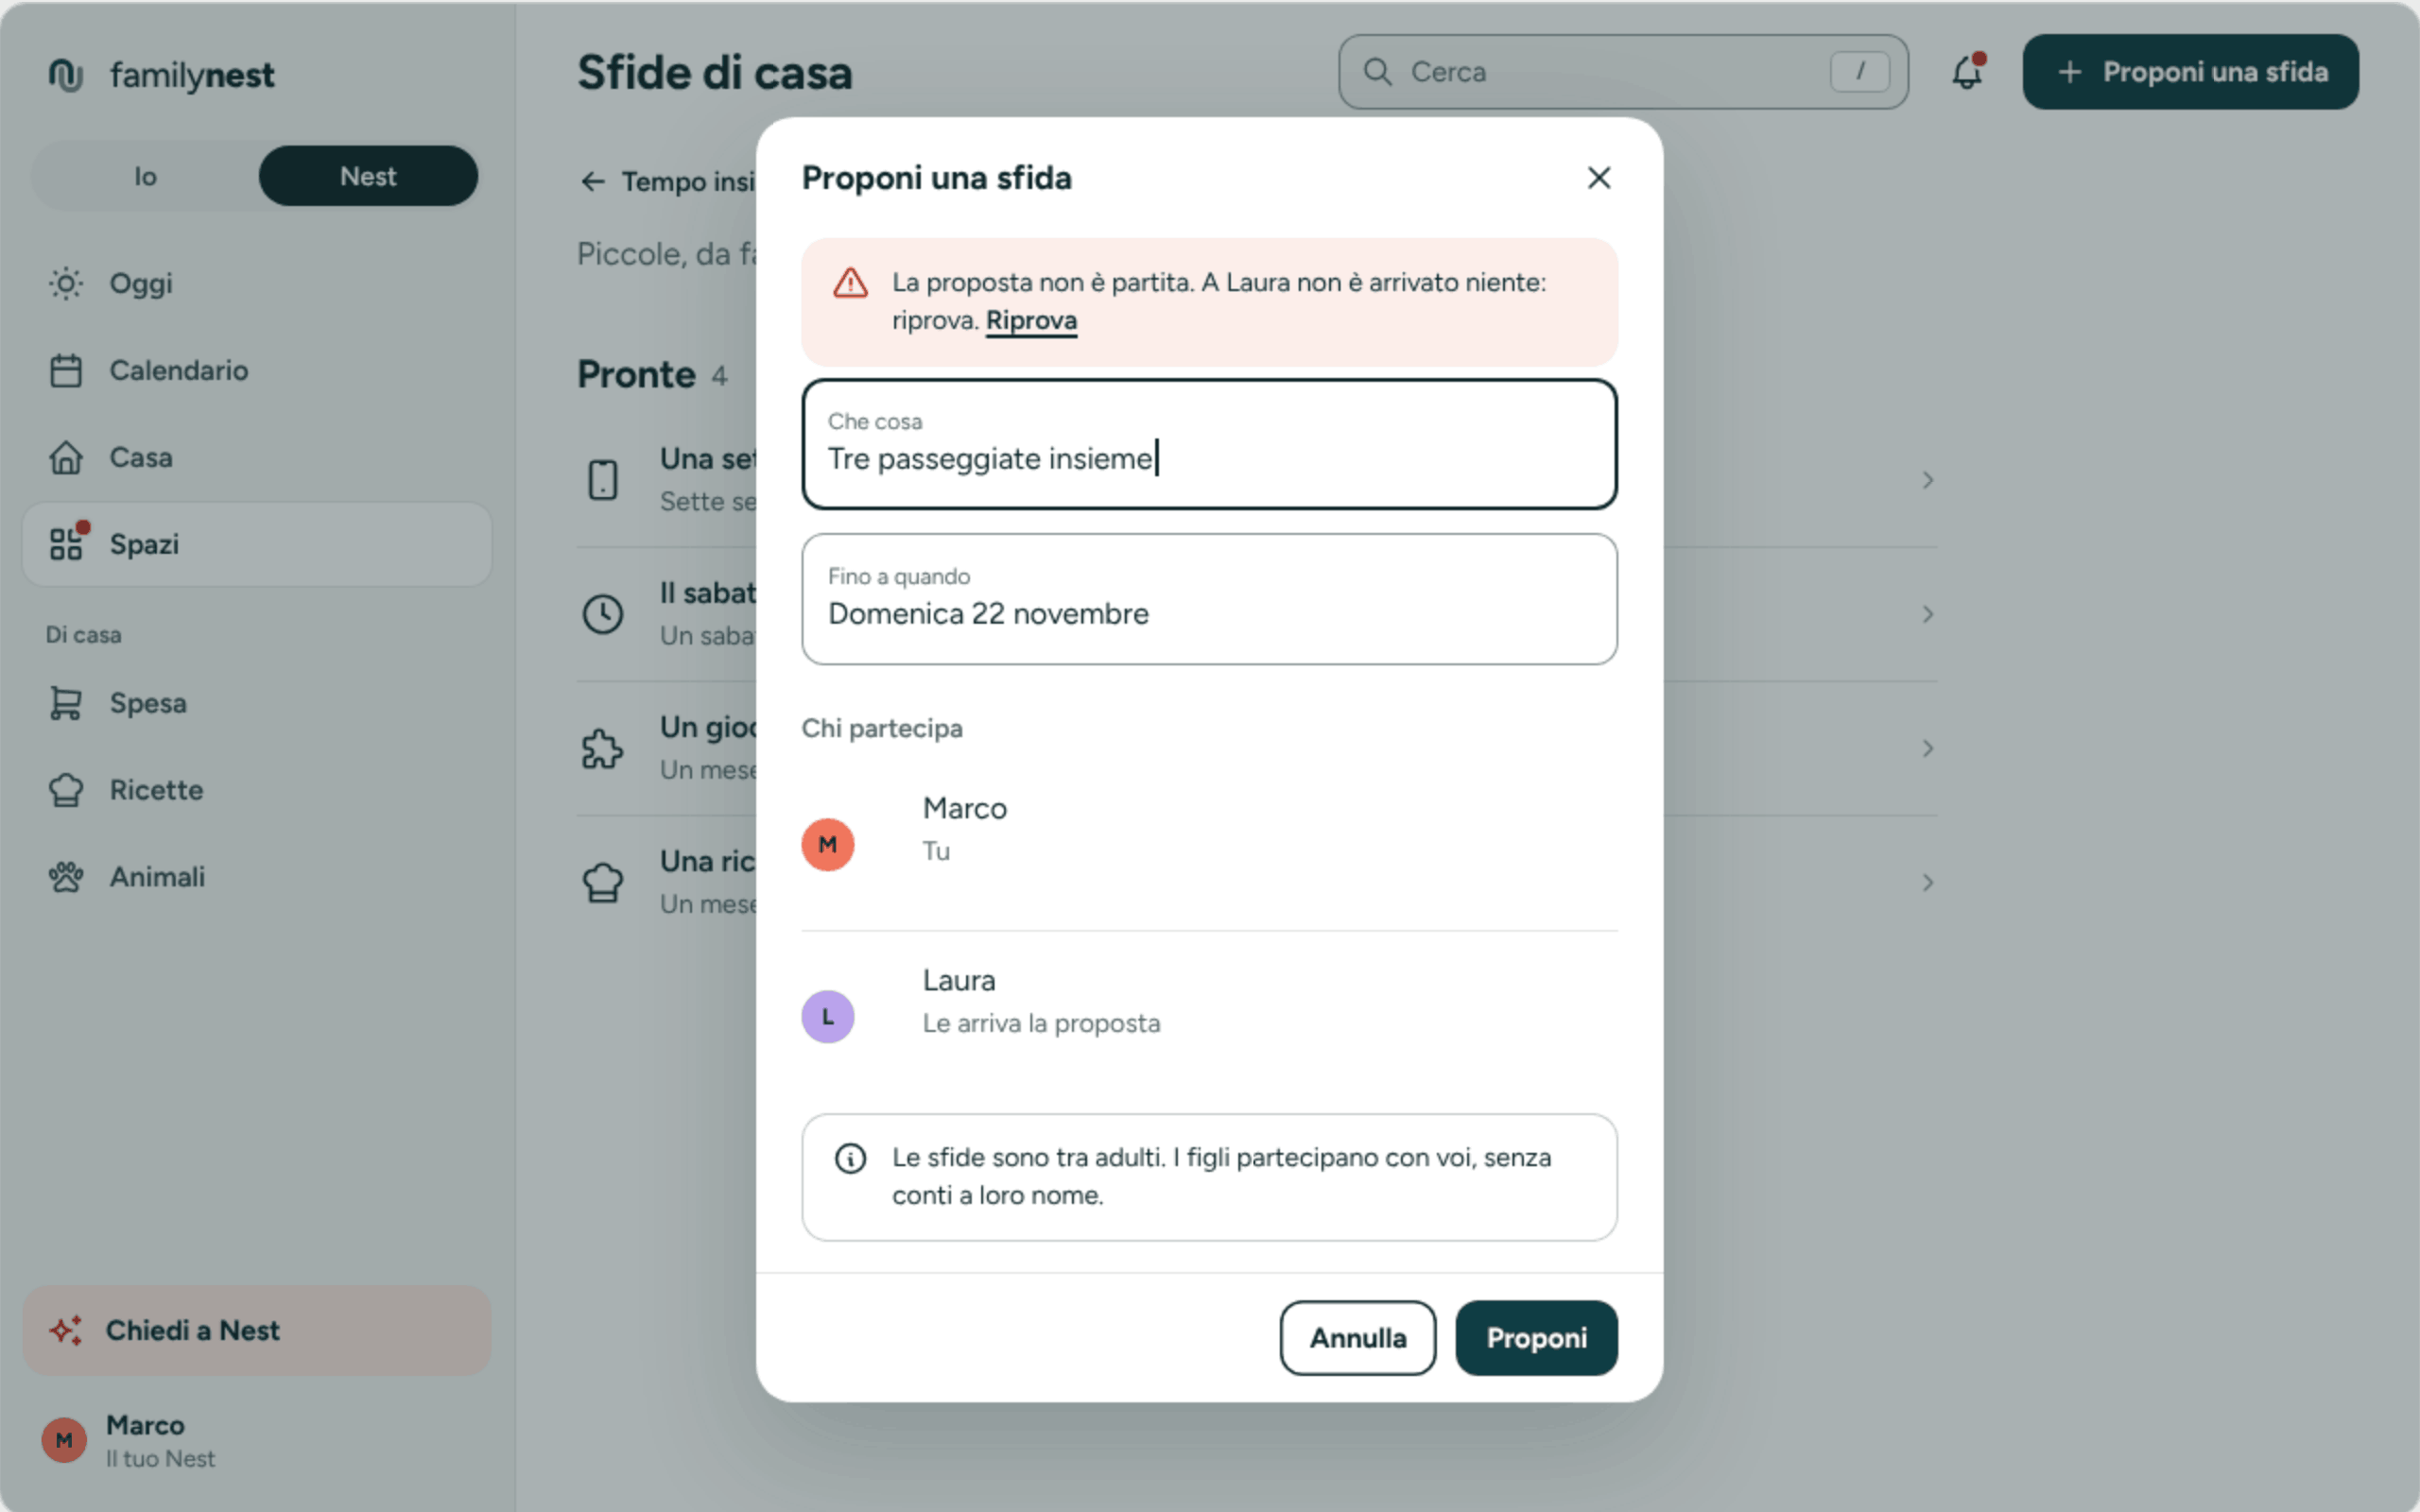 familynest
Io
Nest
Oggi
Calendario
Casa
Spazi
Di casa
Spesa
Ricette
Animali
Chiedi a Nest
M
Marco
Il tuo Nest
Sfide di casa
Cerca
/
Proponi una sfida
Tempo insi
Piccole, da fa
Pronte 4
Una set
Sette se
Il sabat
Un saba
Un gioc
Un mese
Una ric
Un mese
Proponi una sfida
La proposta non è partita. A Laura non è arrivato niente:
riprova. Riprova
Che cosa
Tre passeggiate insieme
Fino a quando
Domenica 22 novembre
Chi partecipa
M
Marco
Tu
L
Laura
Le arriva la proposta
Le sfide sono tra adulti. I figli partecipano con voi, senza
conti a loro nome.
Annulla
Proponi